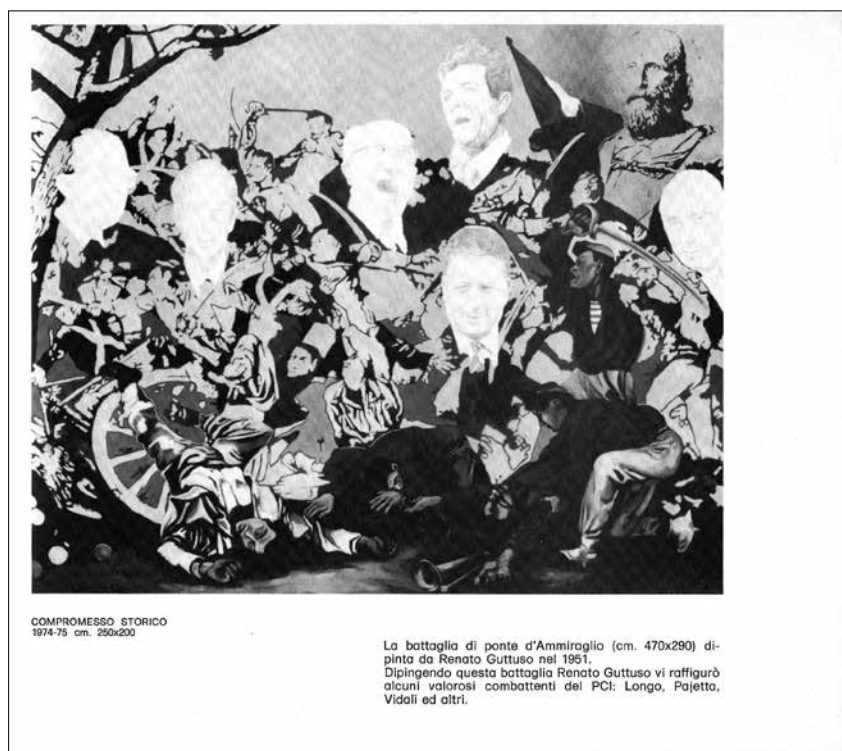 COMPROMESSO STORICO
1974-75 cm. 250x200
La battaglia di ponte d'Ammiraglio (cm. 470x290) di-
pinta da Renato Guttuso nel 1951.
Dipingendo questa battaglia Renato Guttuso vi raffigurò
alcuni valorosi combattenti del PCI: Longo, Pajetta,
Vidali ed altri.